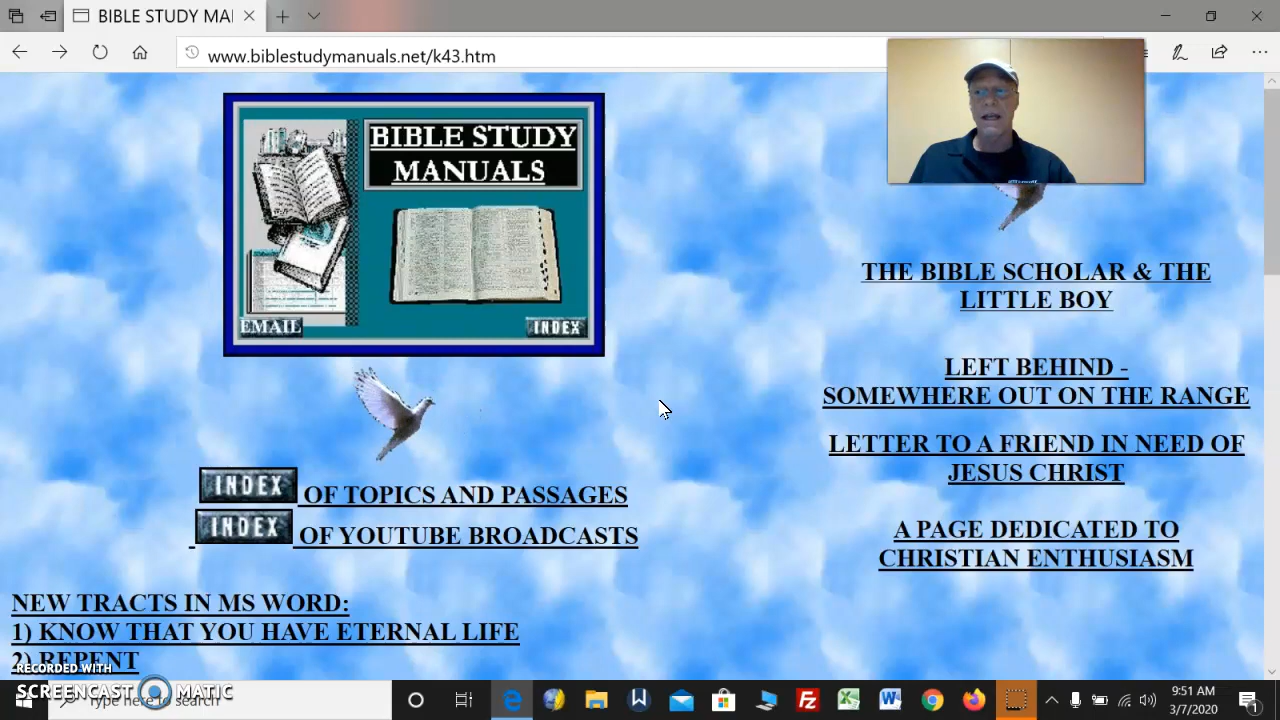 BIBLE STUDY MAI
www.biblestudymanuals.net/k43.htm
BIBLE STUDY
MANUALS
EMAIL
INDEX
INDEX OF TOPICS AND PASSAGES
INDEX OF YOUTUBE BROADCASTS
NEW TRACTS IN MS WORD:
1) KNOW THAT YOU HAVE ETERNAL LIFE
2) REPENT
THE BIBLE SCHOLAR & THE
LITTLE BOY
LEFT BEHIND -
SOMEWHERE OUT ON THE RANGE
LETTER TO A FRIEND IN NEED OF
JESUS CHRIST
A PAGE DEDICATED TO
CHRISTIAN ENTHUSIASM
RECORDED WITH
SCREENCAST MATIC
Type here to search
9:51 AM
3/7/2020
1